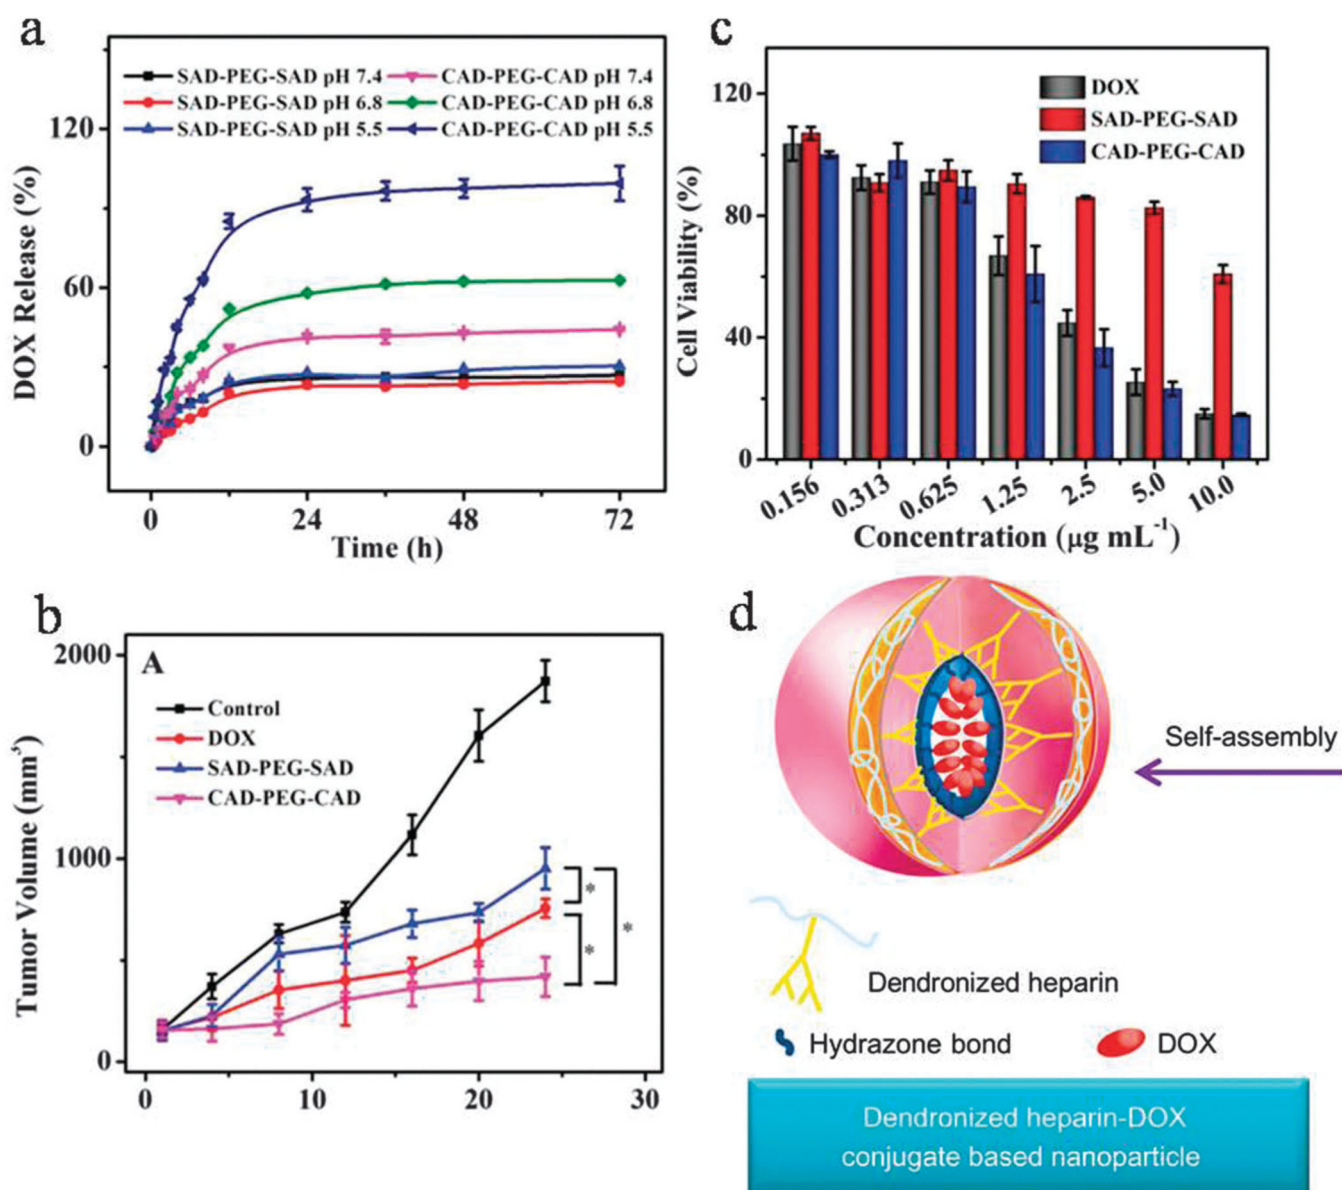 a
SAD-PEG-SAD pH 7.4
CAD-PEG-CAD pH 7.4
SAD-PEG-SAD pH 6.8
CAD-PEG-CAD pH 6.8
SAD-PEG-SAD pH 5.5
CAD-PEG-CAD pH 5.5
DOX Release (%)
120
60
0
0 24 48 72
Time (h)
c
DOX
SAD-PEG-SAD
CAD-PEG-CAD
Cell Viability (%)
120
80
40
0
0.156 0.313 0.625 1.25 2.5 5.0 10.0
Concentration (μg mL⁻¹)
b
A
Control
DOX
SAD-PEG-SAD
CAD-PEG-CAD
Tumor Volume (mm³)
2000
1000
0
0 10 20 30
*
*
*
d
Self-assembly
Dendronized heparin
Hydrazone bond
DOX
Dendronized heparin-DOX
conjugate based nanoparticle